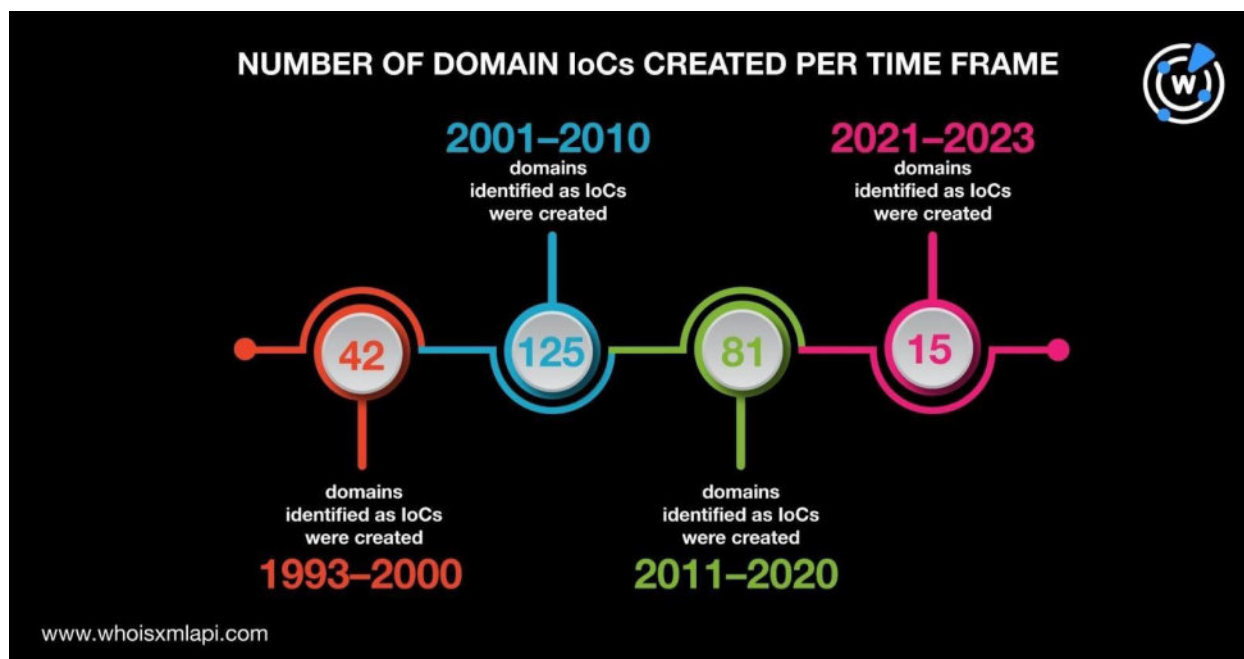 NUMBER OF DOMAIN IoCs CREATED PER TIME FRAME
W
2001–2010
domains
identified as IoCs
were created
2021–2023
domains
identified as IoCs
were created
42
125
81
15
domains
identified as IoCs
were created
1993–2000
domains
identified as IoCs
were created
2011–2020
www.whoisxmlapi.com